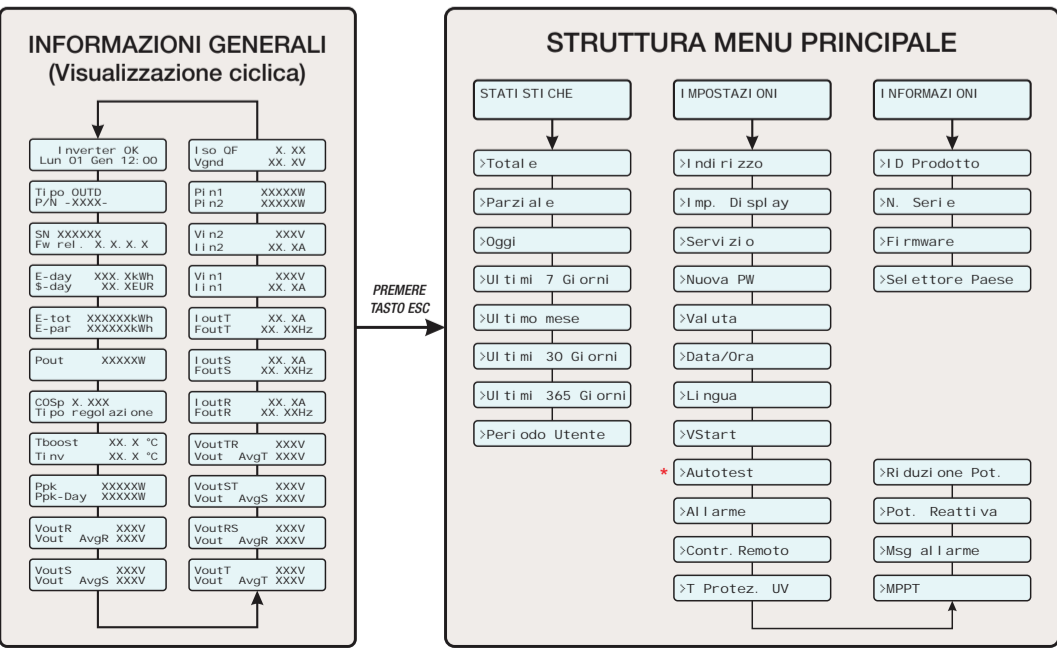 INFORMAZIONI GENERALI
(Visualizzazione ciclica)
Inverter OK
Lun 01 Gen 12:00
Tipo OUTD
P/N -XXXX-
SN XXXXXX
Fw rel. X.X.X.X
E-day XXX.XkWh
$-day XX.XEUR
E-tot XXXXXXkWh
E-par XXXXXXkWh
Pout XXXXXW
COSp X.XXX
Tipo regolazione
Tboost XX.X °C
Tinv XX.X °C
Ppk XXXXXW
Ppk-Day XXXXXW
VoutR XXXV
Vout AvgR XXXV
VoutS XXXV
Vout AvgS XXXV
Iso QF X.XX
Vgnd XX.XV
Pin1 XXXXXW
Pin2 XXXXXW
Vin2 XXXV
Iin2 XX.XA
Vin1 XXXV
Iin1 XX.XA
IoutT XX.XA
FoutT XX.XXHz
IoutS XX.XA
FoutS XX.XXHz
IoutR XX.XA
FoutR XX.XXHz
VoutTR XXXV
Vout AvgT XXXV
VoutST XXXV
Vout AvgS XXXV
VoutRS XXXV
Vout AvgR XXXV
VoutT XXXV
Vout AvgT XXXV
PREMERE
TASTO ESC
STRUTTURA MENU PRINCIPALE
STATISTICHE
>Totale
>Parziale
>Oggi
>Ultimi 7 Giorni
>Ultimo mese
>Ultimi 30 Giorni
>Ultimi 365 Giorni
>Periodo Utente
IMPOSTAZIONI
>Indirizzo
>Imp. Display
>Servizio
>Nuova PW
>Valuta
>Data/Ora
>Lingua
>VStart
* >Autotest
>Allarme
>Contr.Remoto
>T Protez. UV
INFORMAZIONI
>ID Prodotto
>N. Serie
>Firmware
>Selettore Paese
>Riduzione Pot.
>Pot. Reattiva
>Msg allarme
>MPPT